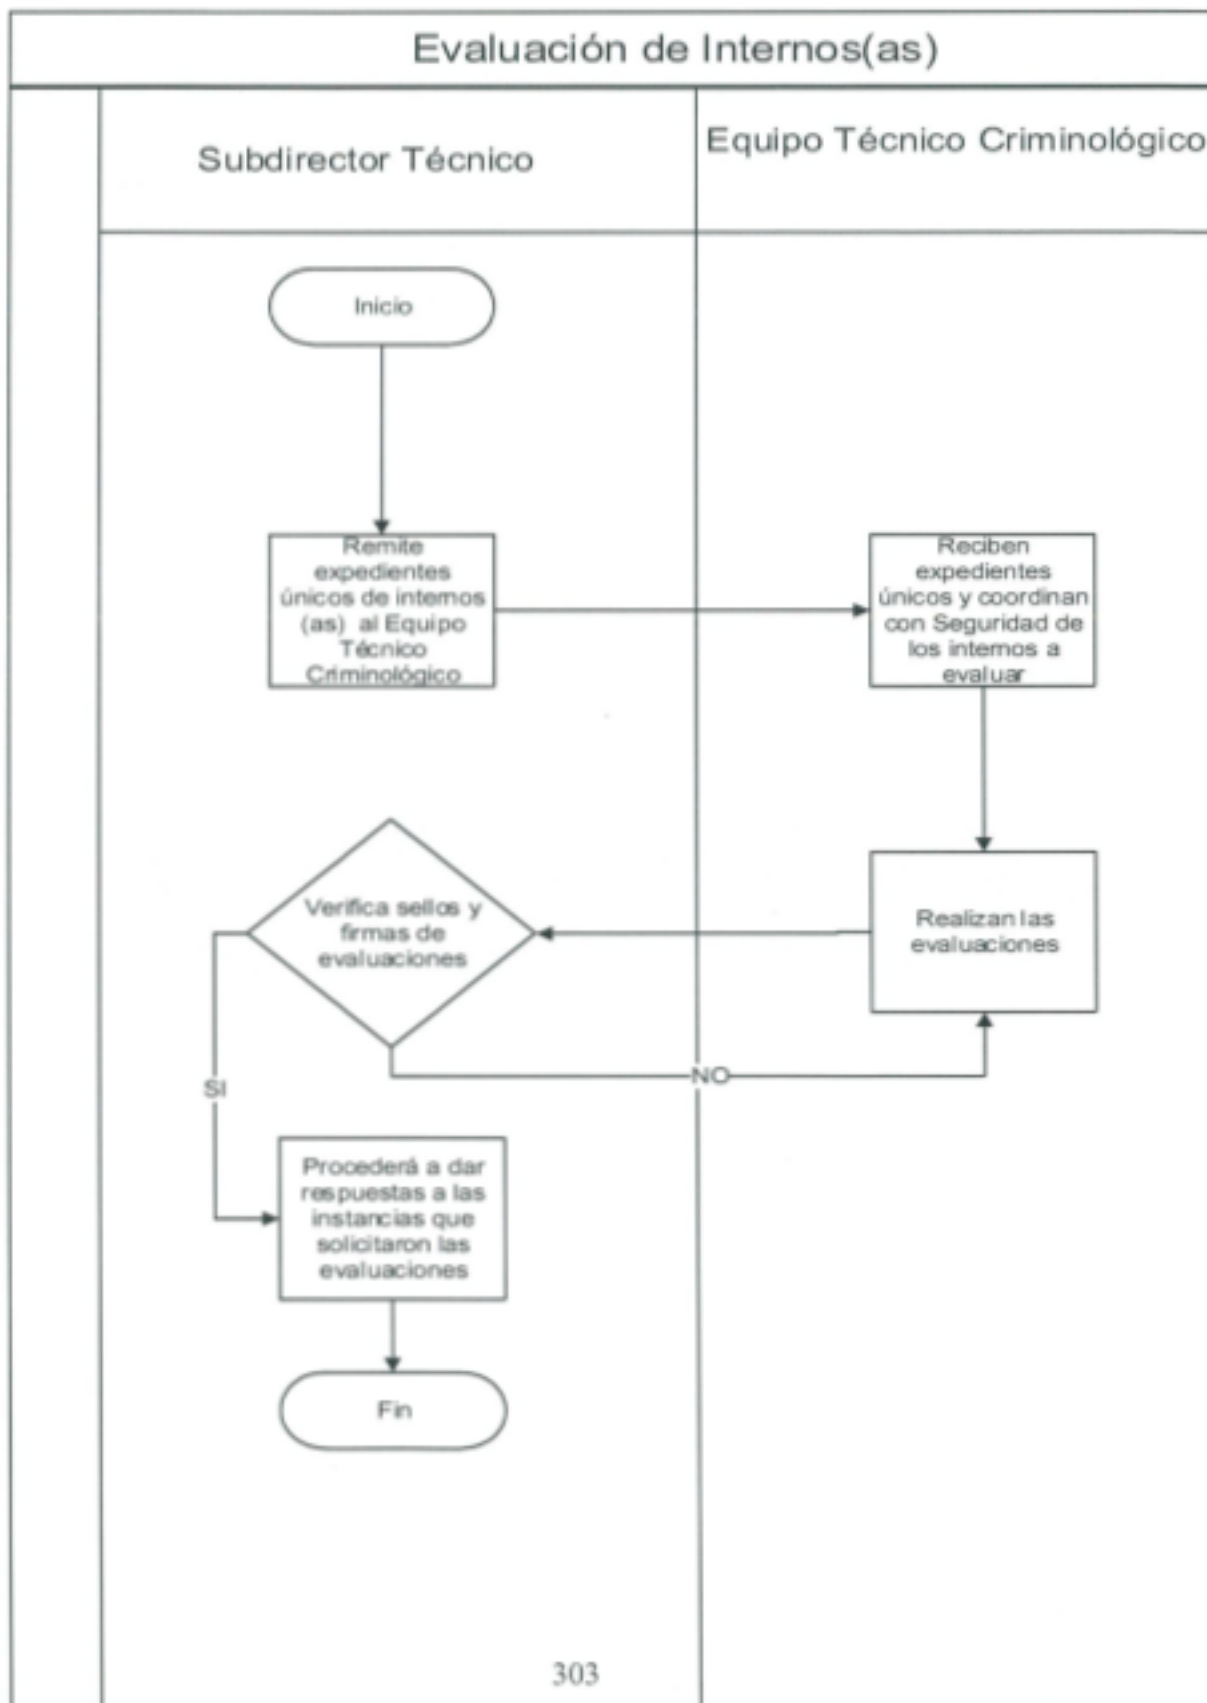 Evaluación de Internos(as)
Subdirector Técnico
Equipo Técnico Criminológico
Inicio
Remite
expedientes
únicos de internos
(as) al Equipo
Técnico
Criminológico
Reciben
expedientes
únicos y coordinan
con Seguridad de
los internos a
evaluar
Realizan las
evaluaciones
Verifica sellos y
firmas de
evaluaciones
NO
SI
Procederá a dar
respuestas a las
instancias que
solicitaron las
evaluaciones
Fin
303